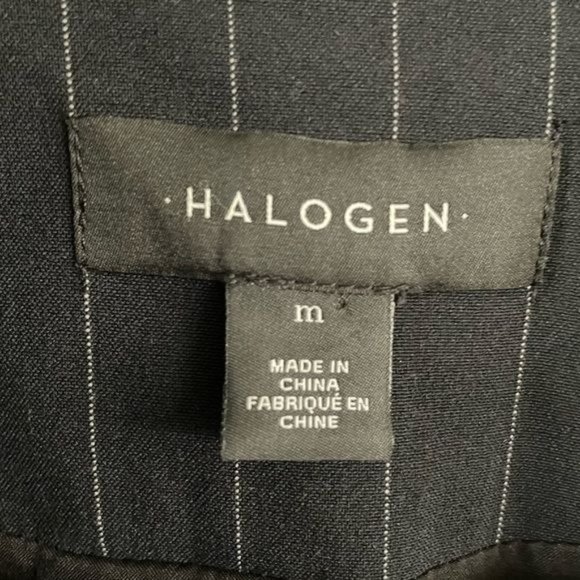 ·HALOGEN·
m
MADE IN
CHINA
FABRIQUÉ EN
CHINE